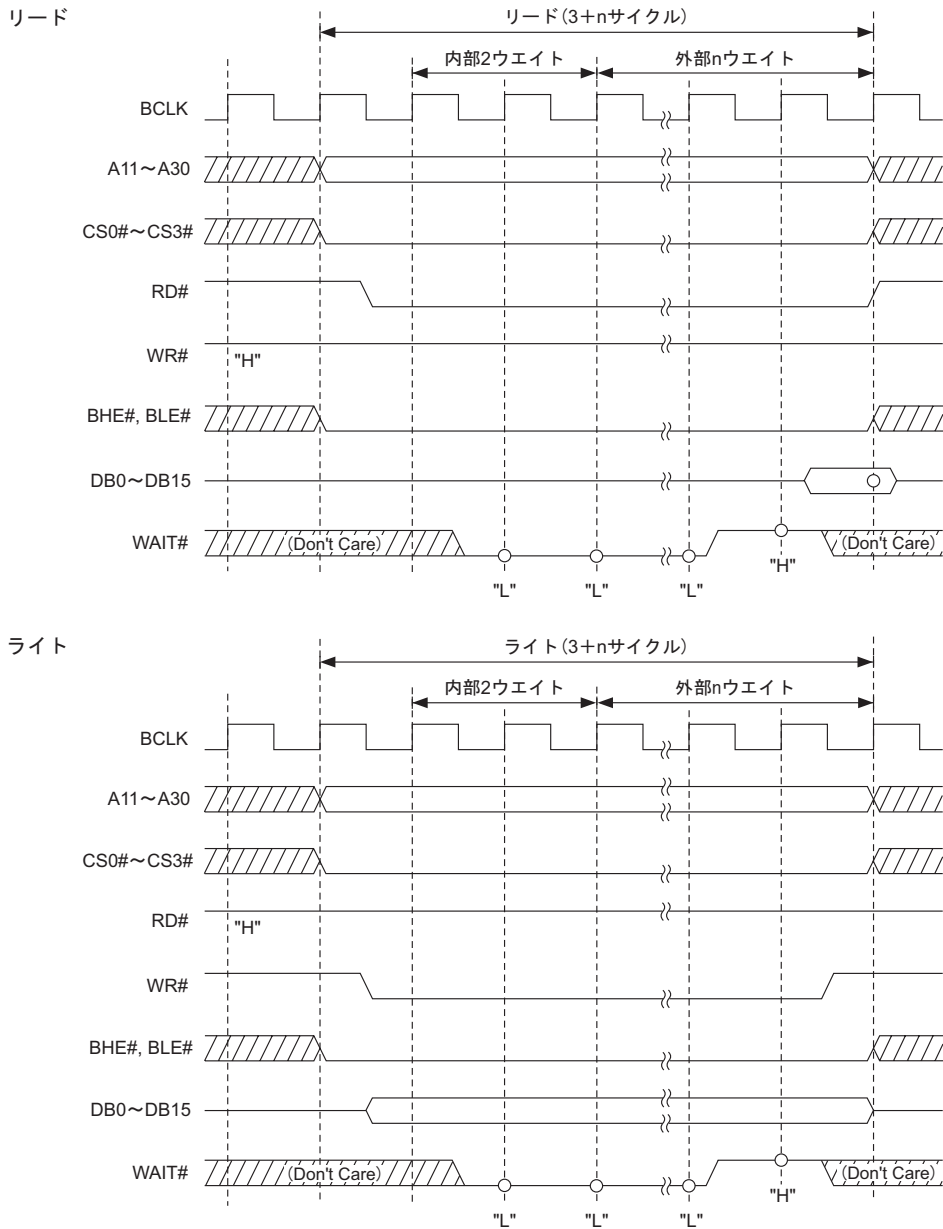 リード
リード(3+nサイクル)
内部2ウエイト 外部nウエイト
BCLK
A11～A30
CS0#～CS3#
RD#
WR# "H"
BHE#, BLE#
DB0～DB15
WAIT# (Don't Care) (Don't Care)
"L" "L" "L" "H"
ライト
ライト(3+nサイクル)
内部2ウエイト 外部nウエイト
BCLK
A11～A30
CS0#～CS3#
RD# "H"
WR#
BHE#, BLE#
DB0～DB15
WAIT# (Don't Care) (Don't Care)
"L" "L" "L" "H"